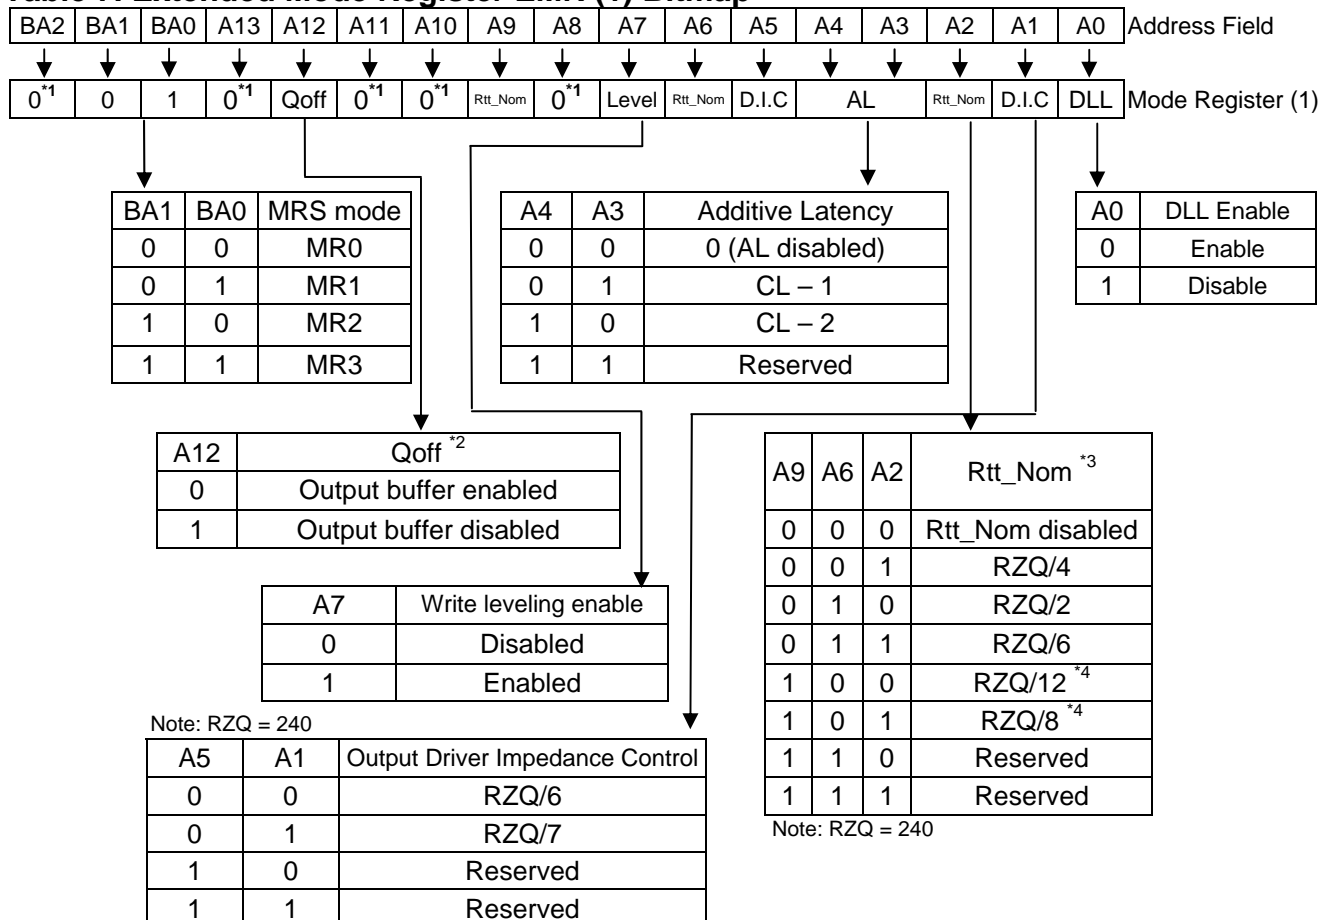 Table 7. Extended Mode Register EMR (1) Bitmap
BA2 BA1 BA0 A13 A12 A11 A10 A9 A8 A7 A6 A5 A4 A3 A2 A1 A0 Address Field
0*1 0 1 0*1 Qoff 0*1 0*1 Rtt_Nom 0*1 Level Rtt_Nom D.I.C AL Rtt_Nom D.I.C DLL Mode Register (1)
BA1 BA0 MRS mode
0 0 MR0
0 1 MR1
1 0 MR2
1 1 MR3
A4 A3 Additive Latency
0 0 0 (AL disabled)
0 1 CL – 1
1 0 CL – 2
1 1 Reserved
A0 DLL Enable
0 Enable
1 Disable
A12 Qoff *2
0 Output buffer enabled
1 Output buffer disabled
A7 Write leveling enable
0 Disabled
1 Enabled
A9 A6 A2 Rtt_Nom *3
0 0 0 Rtt_Nom disabled
0 0 1 RZQ/4
0 1 0 RZQ/2
0 1 1 RZQ/6
1 0 0 RZQ/12 *4
1 0 1 RZQ/8 *4
1 1 0 Reserved
1 1 1 Reserved
Note: RZQ = 240
Note: RZQ = 240
A5 A1 Output Driver Impedance Control
0 0 RZQ/6
0 1 RZQ/7
1 0 Reserved
1 1 Reserved